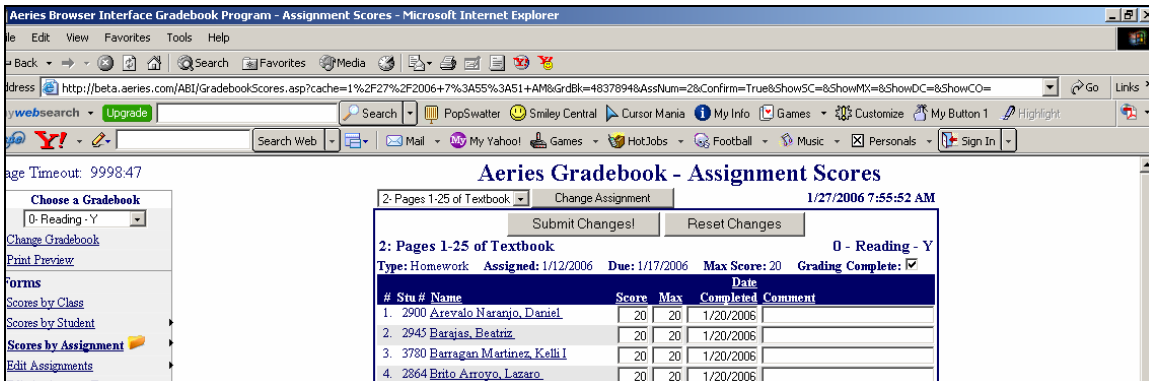 Aeries Browser Interface Gradebook Program - Assignment Scores - Microsoft Internet Explorer
Edit View Favorites Tools Help
Back Search Favorites Media
http://beta.aeries.com/ABI/GradebookScores.asp?cache=1%2F27%2F2006+7%3A55%3A51+AM&GrdBk=4837894&AssNum=2&Confirm=True&ShowSC=&ShowMX=&ShowDC=&ShowCO= Go Links
websearch Upgrade Search PopSwatter Smiley Central Cursor Mania My Info Games Customize My Button 1 Highlight
Y! Search Web Mail My Yahoo! Games HotJobs Football Music Personals Sign In
age Timeout: 9998:47 Aeries Gradebook - Assignment Scores
Choose a Gradebook 2- Pages 1-25 of Textbook Change Assignment 1/27/2006 7:55:52 AM
0- Reading - Y Submit Changes! Reset Changes
Change Gradebook 2: Pages 1-25 of Textbook 0 - Reading - Y
Print Preview Type: Homework Assigned: 1/12/2006 Due: 1/17/2006 Max Score: 20 Grading Complete:
Forms Date
Scores by Class # Stu # Name Score Max Completed Comment
1. 2900 Arevalo Naranjo, Daniel 20 20 1/20/2006
Scores by Student 2. 2945 Barajas, Beatriz 20 20 1/20/2006
Scores by Assignment 3. 3780 Barragan Martinez, Kelli I 20 20 1/20/2006
Edit Assignments 4. 2864 Brito Arroyo, Lazaro 20 20 1/20/2006